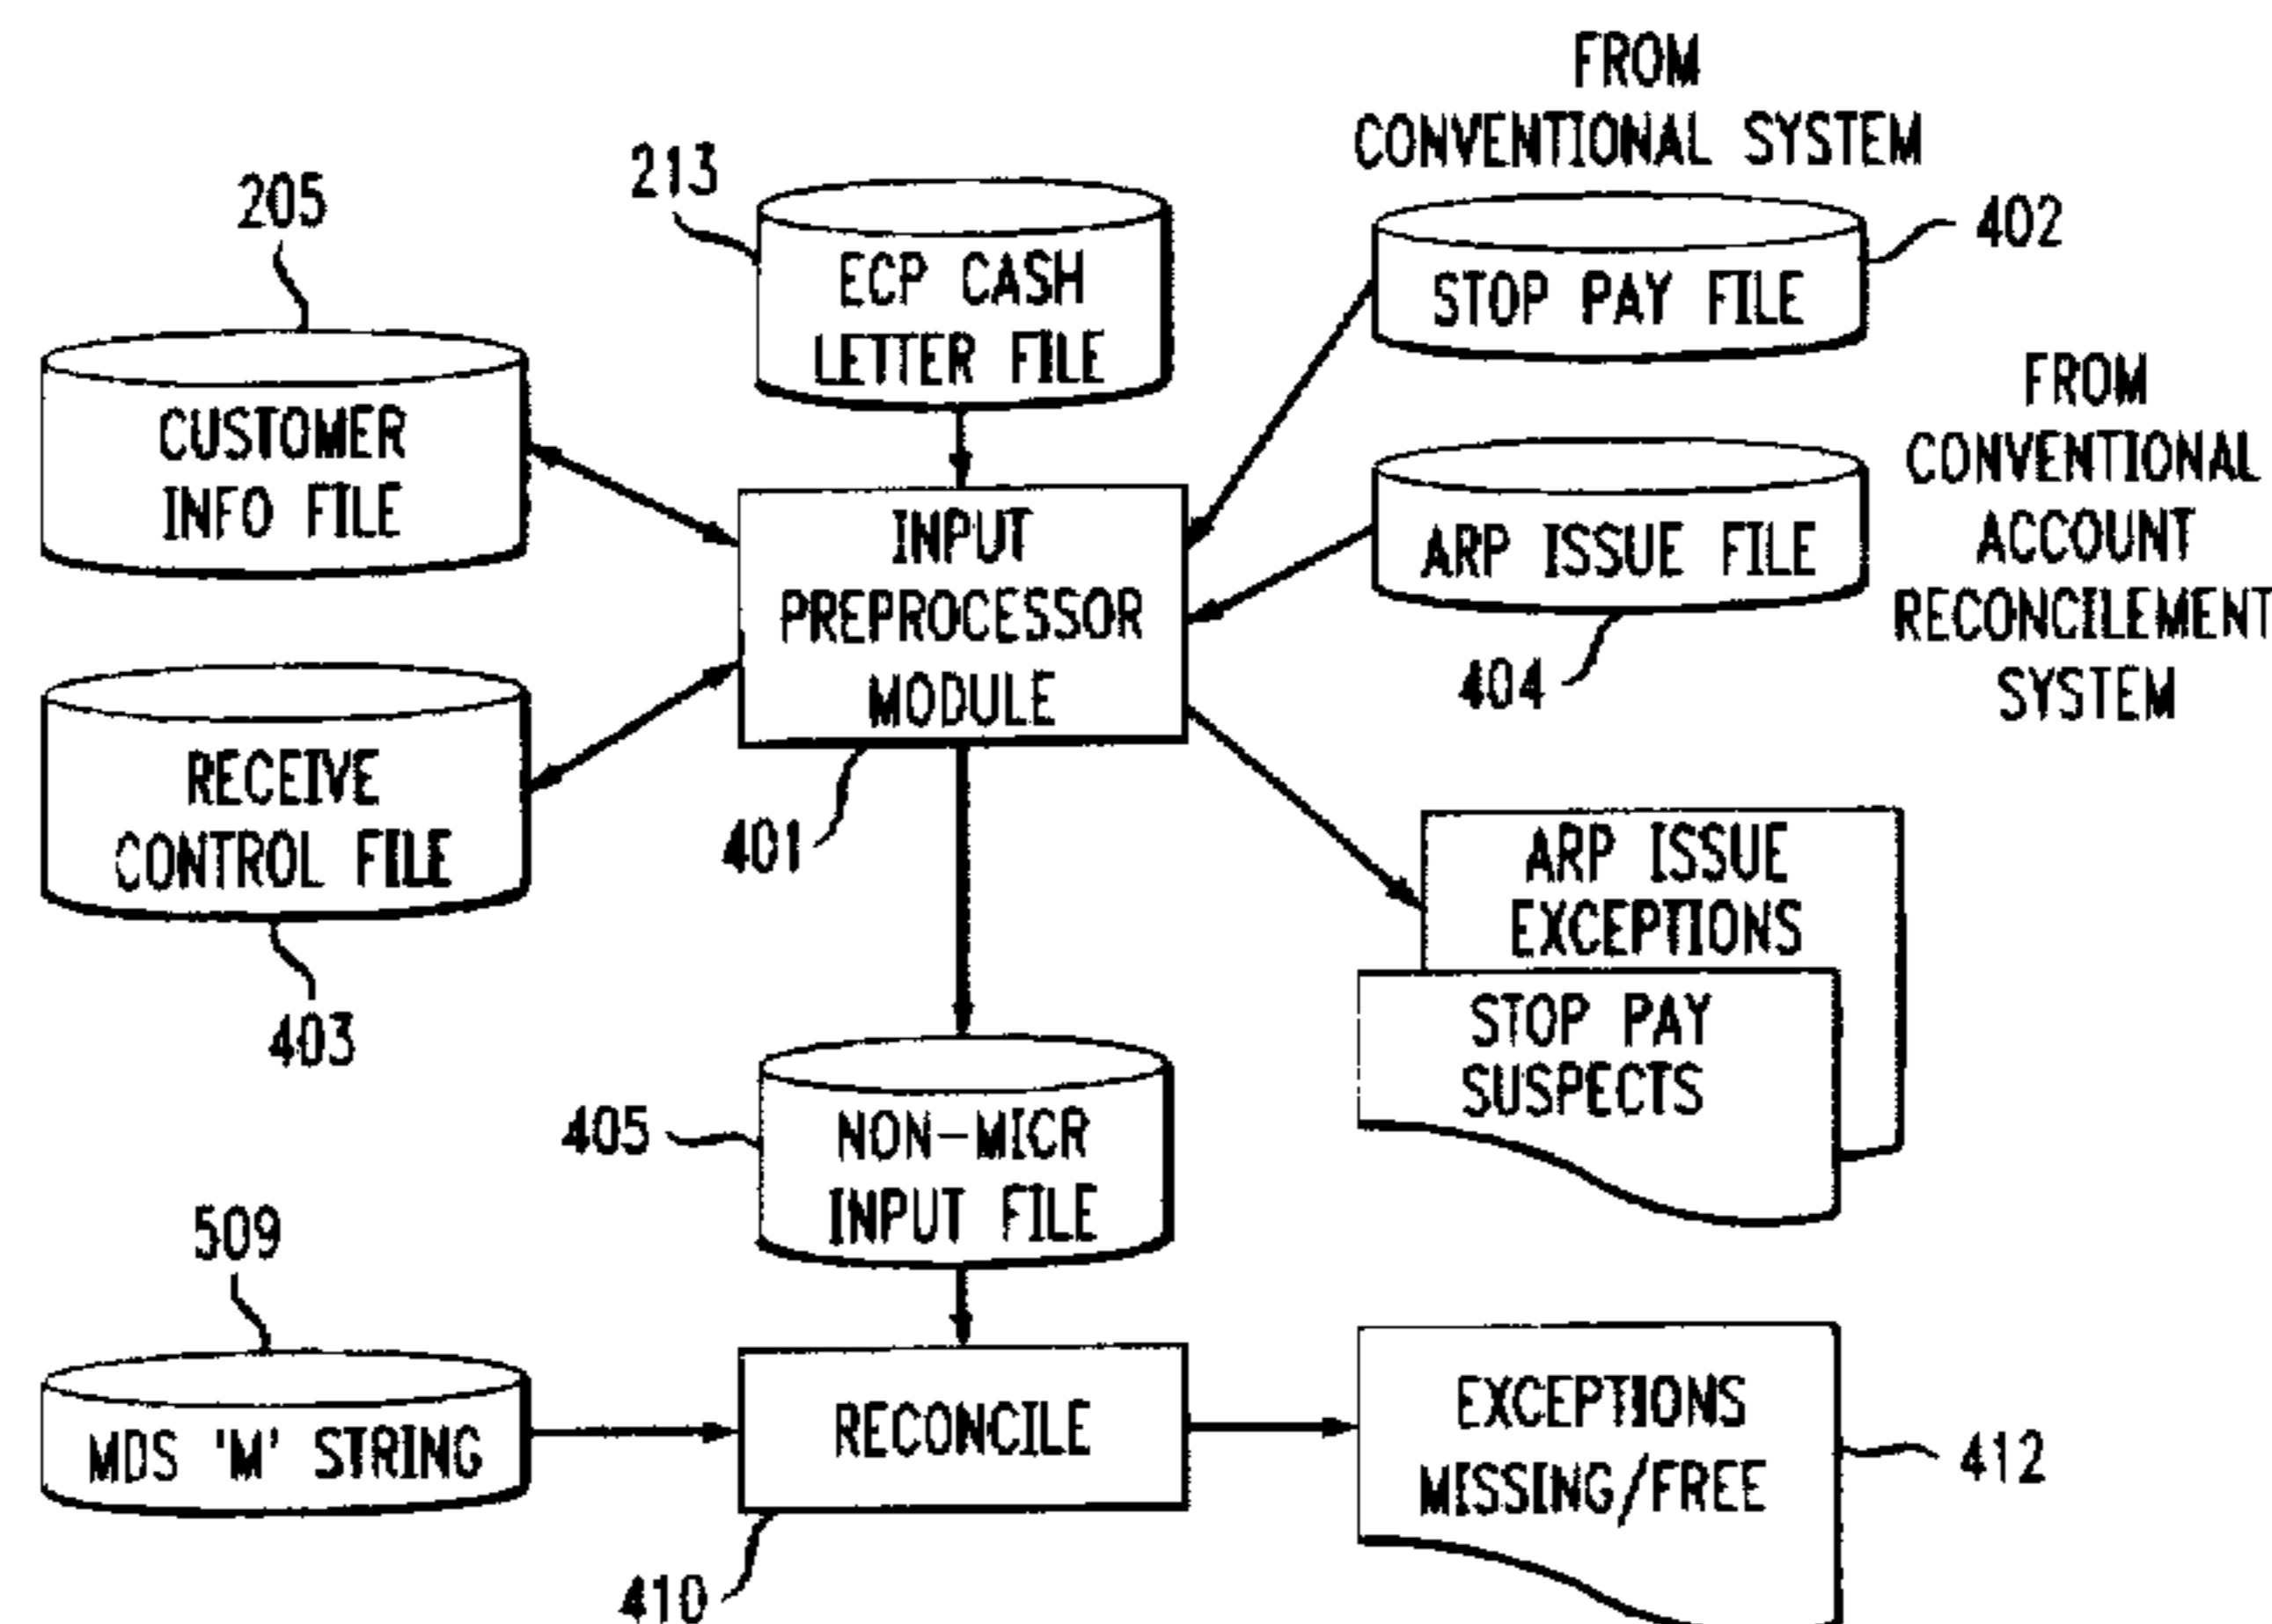 FROM
CONVENTIONAL SYSTEM
213
205
402
ECP CASH
LETTER FILE
STOP PAY FILE
CUSTOMER
INFO FILE
FROM
CONVENTIONAL
ACCOUNT
RECONCILEMENT
SYSTEM
INPUT
PREPROCESSOR
MODULE
ARP ISSUE FILE
404
RECEIVE
CONTROL FILE
401
403
ARP ISSUE
EXCEPTIONS
STOP PAY
SUSPECTS
405
NON-MICR
INPUT FILE
509
MDS 'M' STRING
RECONCILE
EXCEPTIONS
MISSING/FREE
412
410